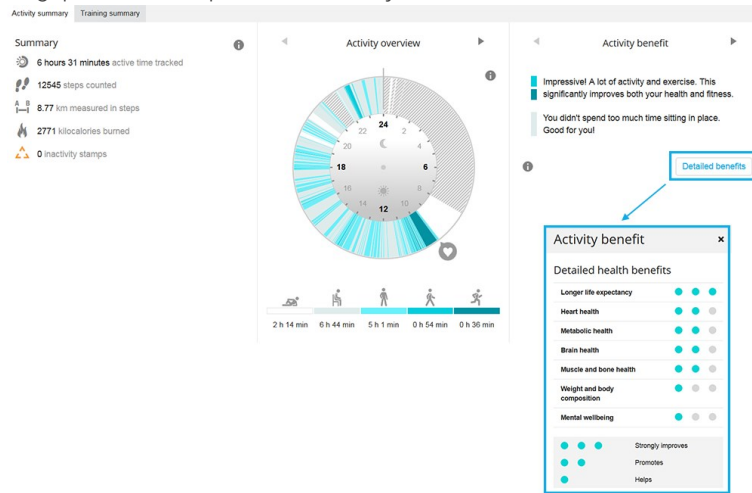 Activity summary
Training summary
Summary
6 hours 31 minutes active time tracked
12545 steps counted
A B
8.77 km measured in steps
2771 kilocalories burned
0 inactivity stamps
Activity overview
24
22
2
20
4
18
6
16
8
14
10
12
2 h 14 min
6 h 44 min
5 h 1 min
0 h 54 min
0 h 36 min
Activity benefit
Impressive! A lot of activity and exercise. This
significantly improves both your health and fitness.
You didn't spend too much time sitting in place.
Good for you!
Detailed benefits
Activity benefit
×
Detailed health benefits
Longer life expectancy
Heart health
Metabolic health
Brain health
Muscle and bone health
Weight and body
composition
Mental wellbeing
Strongly improves
Promotes
Helps